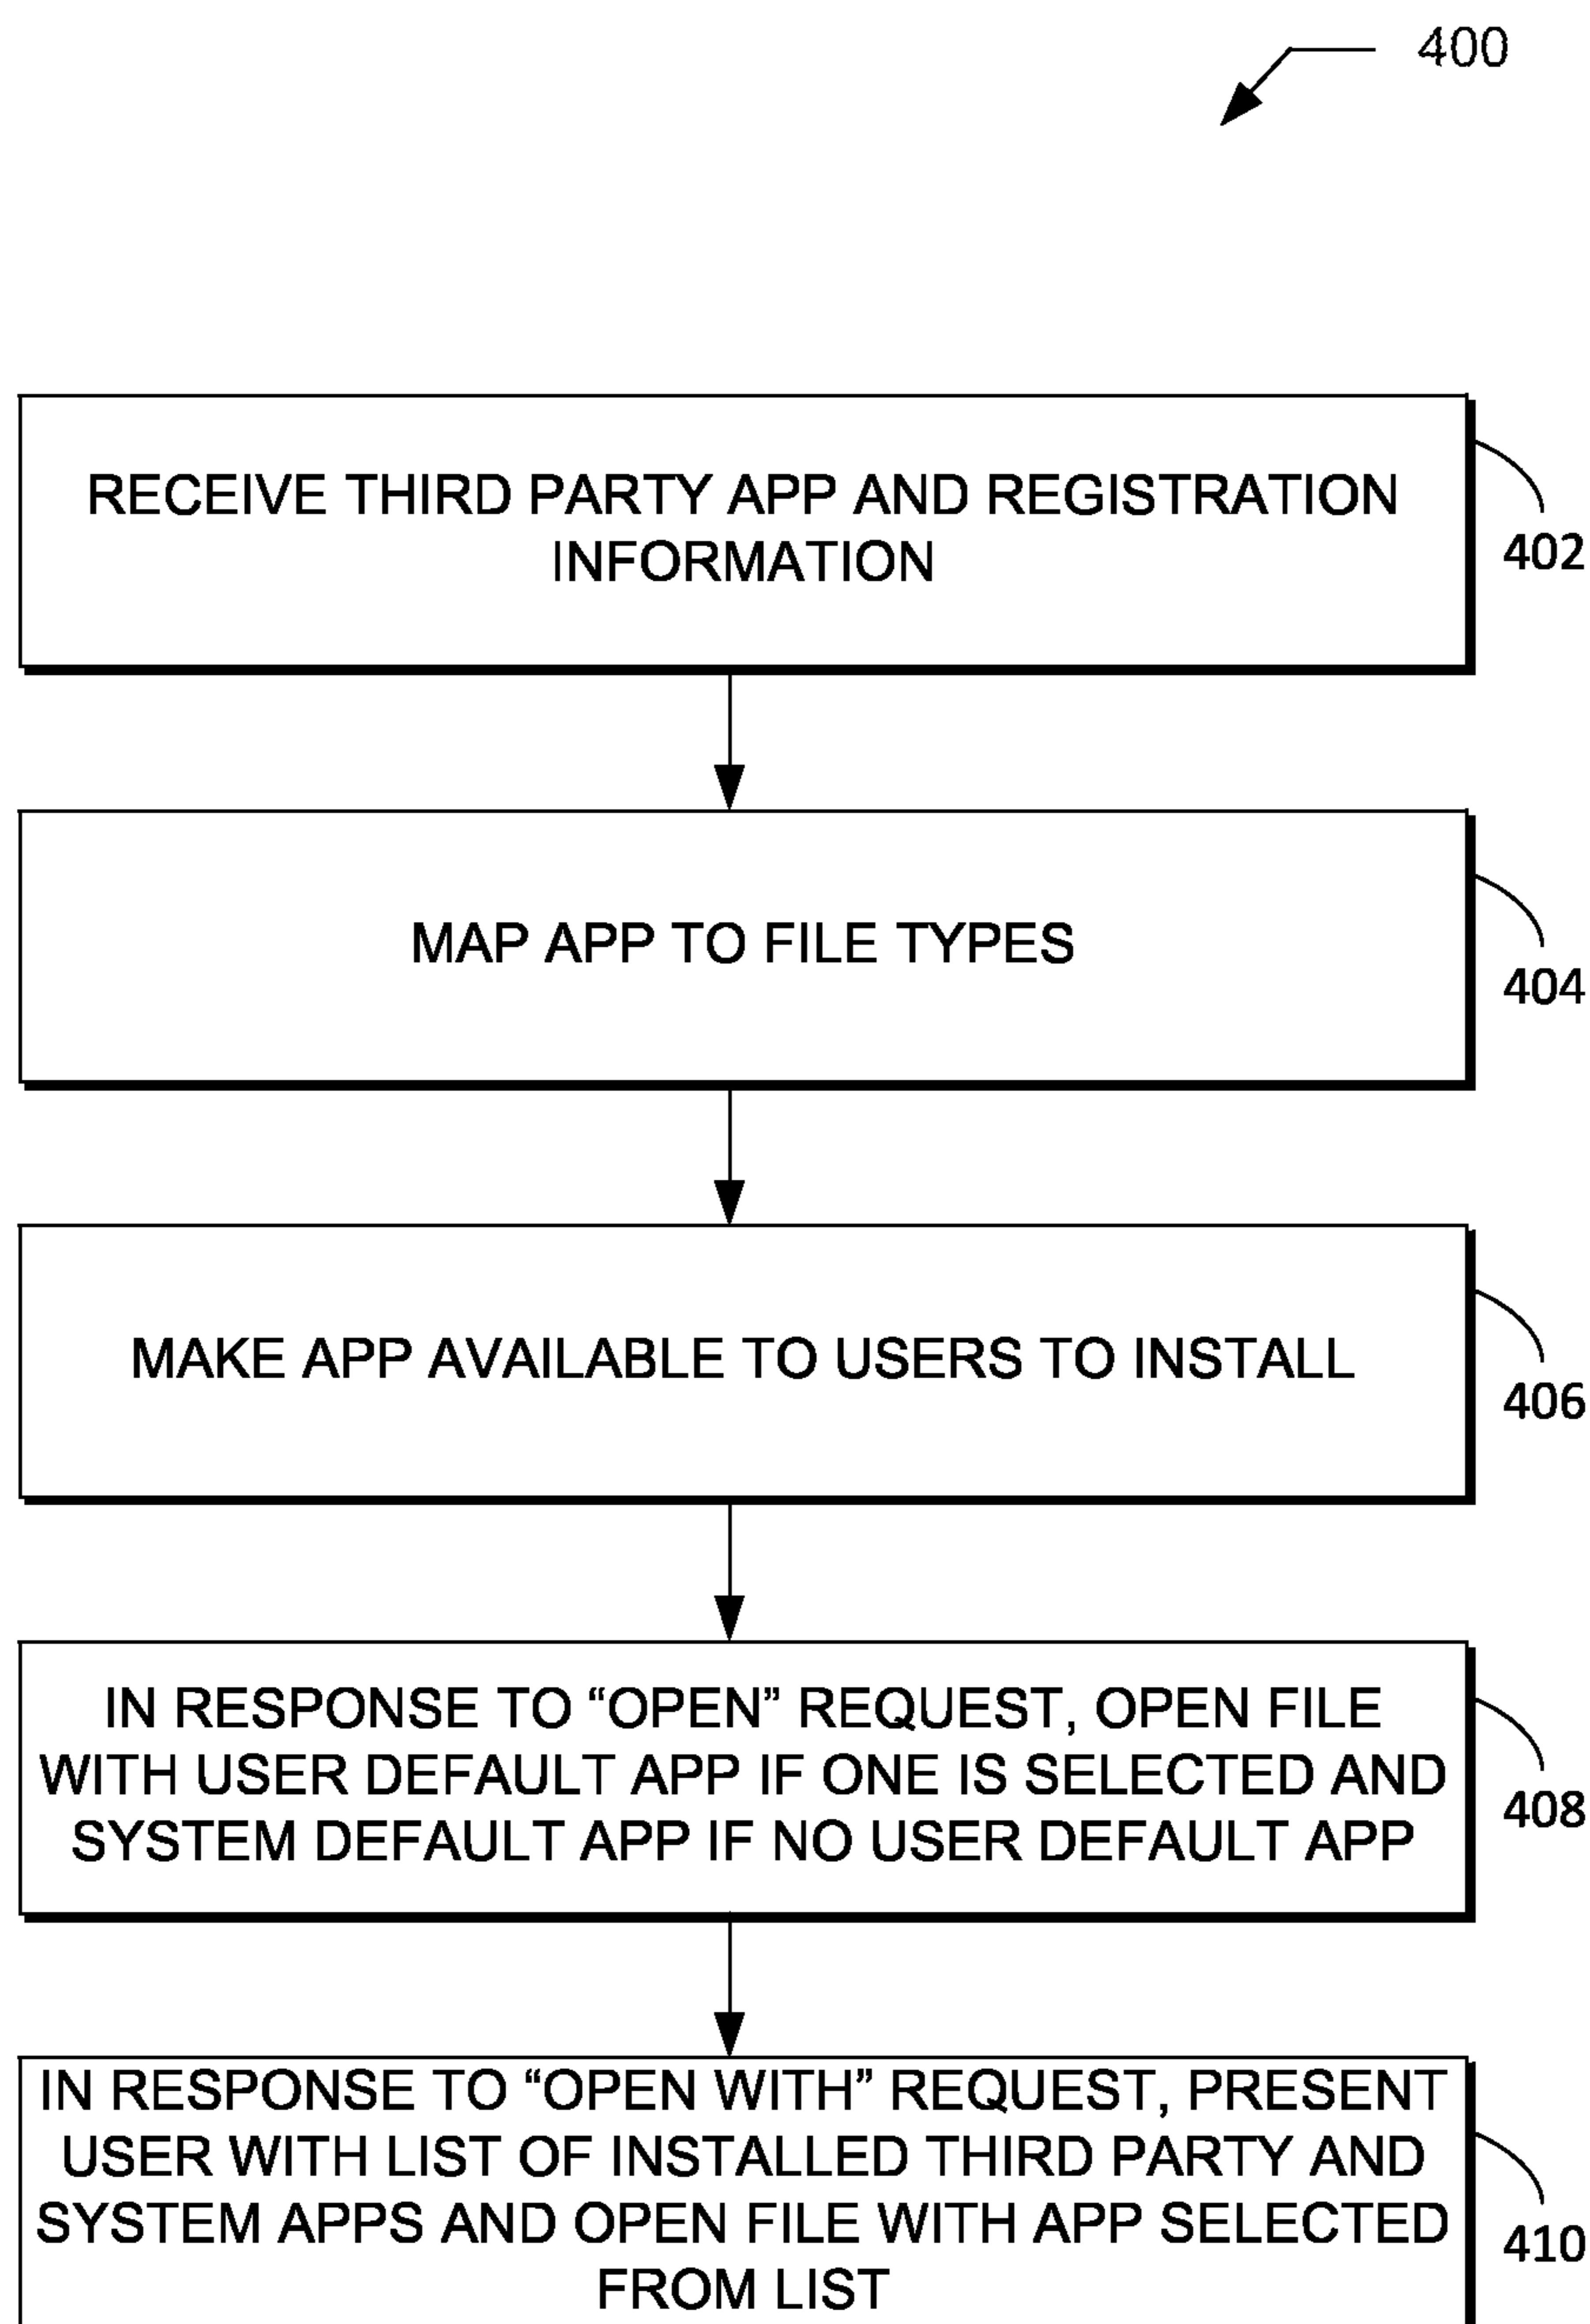 400
RECEIVE THIRD PARTY APP AND REGISTRATION
INFORMATION
402
MAP APP TO FILE TYPES
404
MAKE APP AVAILABLE TO USERS TO INSTALL
406
IN RESPONSE TO “OPEN” REQUEST, OPEN FILE
WITH USER DEFAULT APP IF ONE IS SELECTED AND
SYSTEM DEFAULT APP IF NO USER DEFAULT APP
408
IN RESPONSE TO “OPEN WITH” REQUEST, PRESENT
USER WITH LIST OF INSTALLED THIRD PARTY AND
SYSTEM APPS AND OPEN FILE WITH APP SELECTED
FROM LIST
410